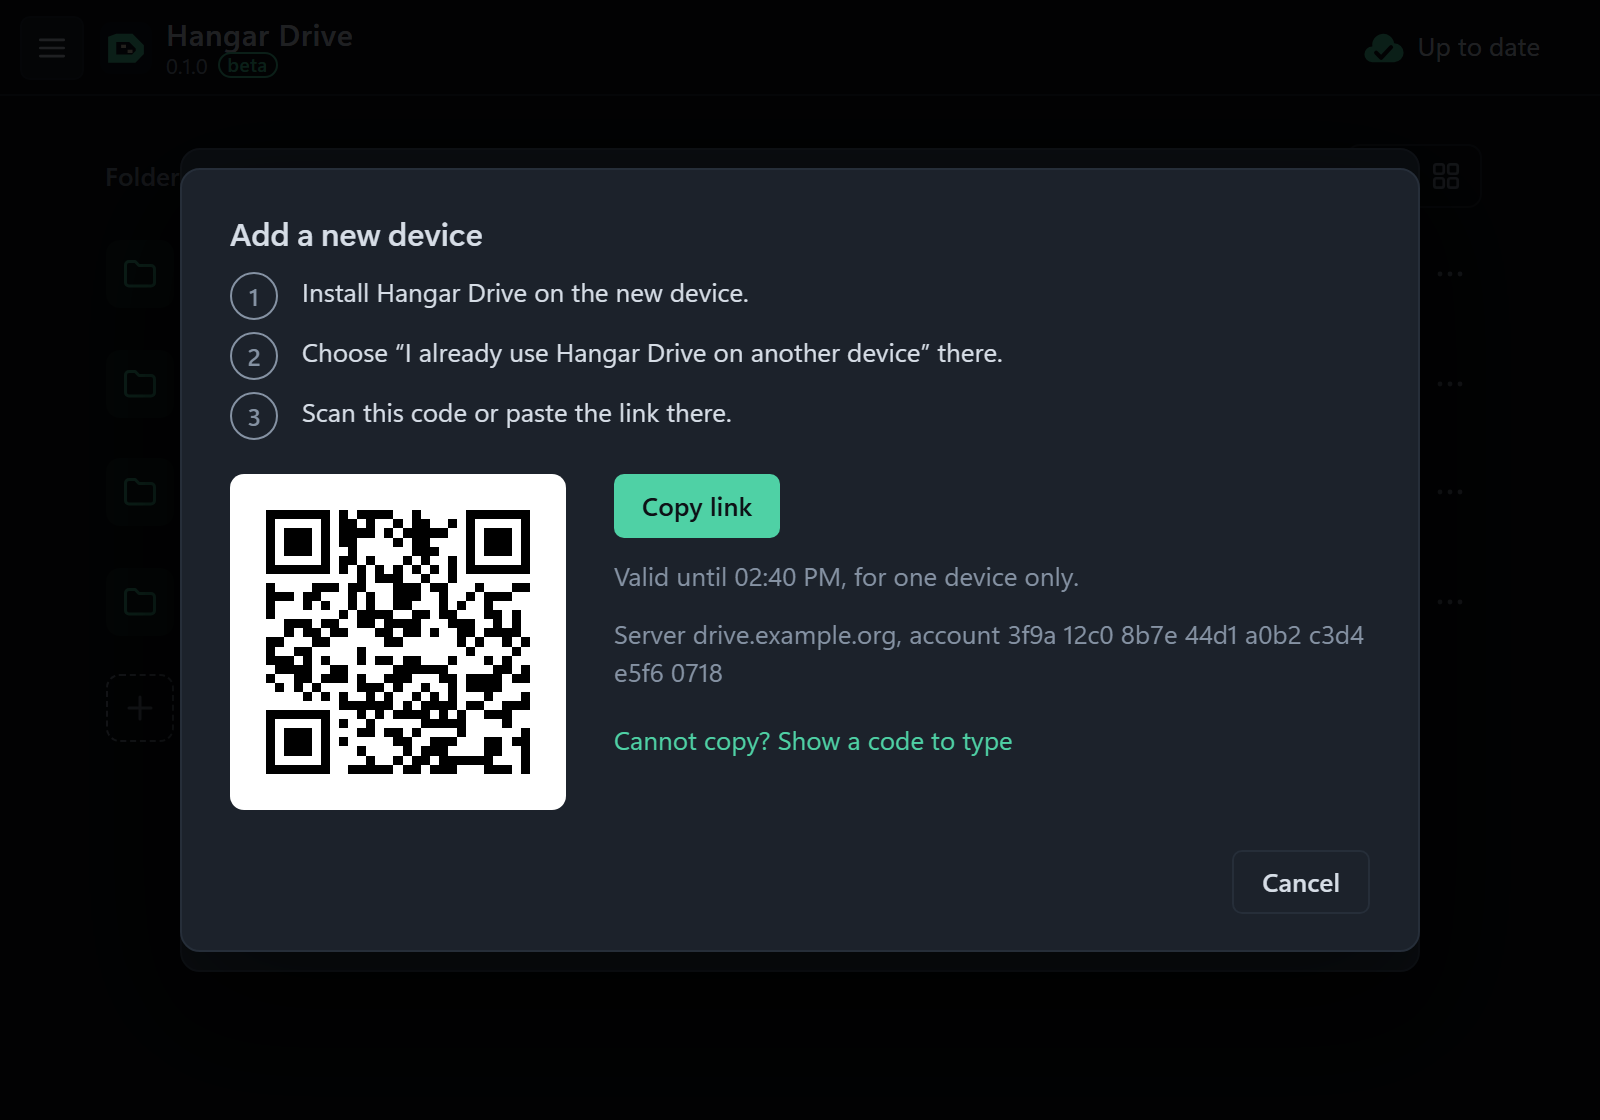 Hangar Drive
0.1.0 beta
Up to date
Folder
Add a new device
1 Install Hangar Drive on the new device.
2 Choose “I already use Hangar Drive on another device” there.
3 Scan this code or paste the link there.
Copy link
Valid until 02:40 PM, for one device only.
Server drive.example.org, account 3f9a 12c0 8b7e 44d1 a0b2 c3d4
e5f6 0718
Cannot copy? Show a code to type
Cancel